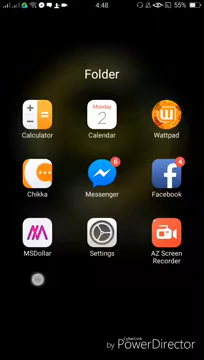 4:48
55%
Folder
Monday
2
W
Calculator
Calendar
Wattpad
6
4
Chikka
Messenger
Facebook
MSDollar
Settings
AZ Screen
Recorder
CyberLink
by PowerDirector